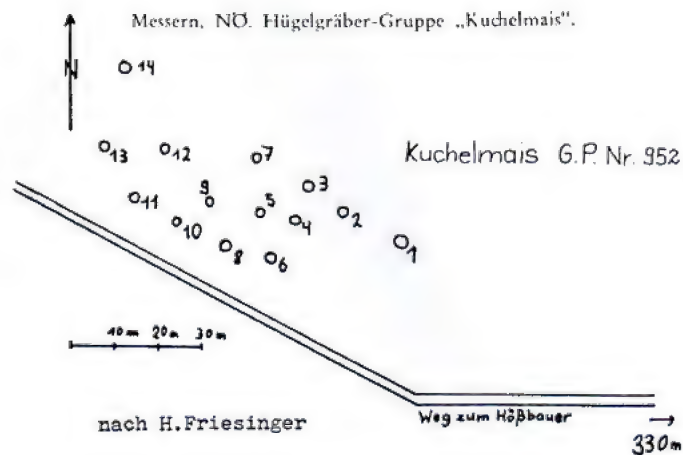 Messern, NÖ. Hügelgräber-Gruppe „Kuchelmais".
N
14
13
12
7
Kuchelmais G.P. Nr. 952
3
9
5
11
4
2
10
1
8
6
10m 20m 30m
nach H.Friesinger
Weg zum Hößbauer
330m